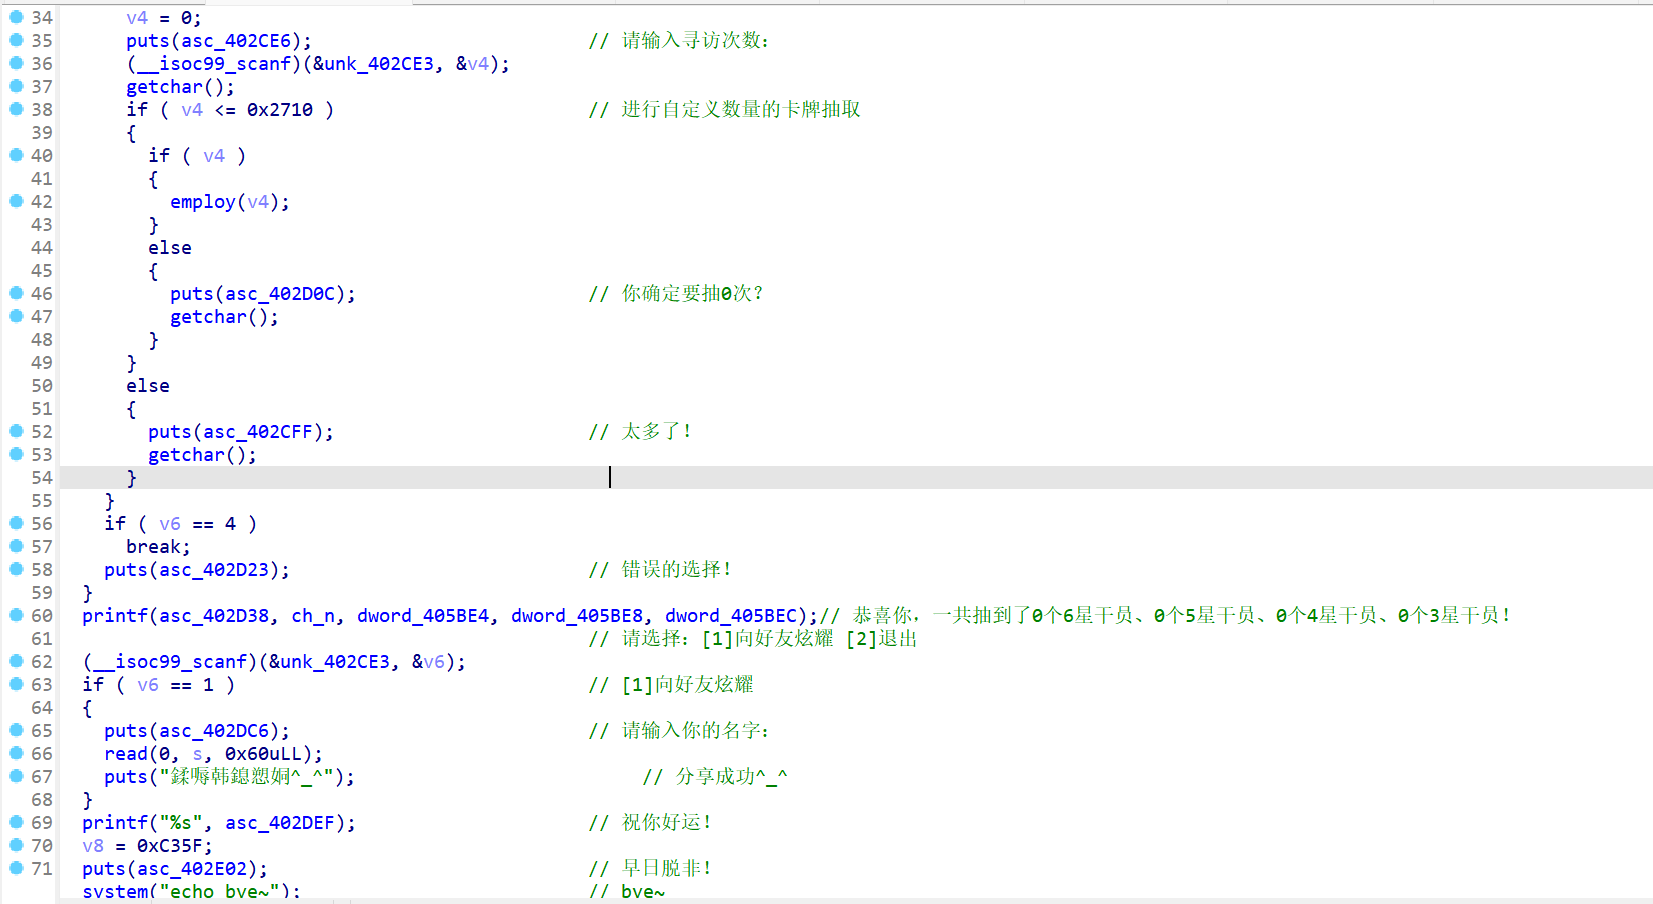 34 v4 = 0;
35 puts(asc_402CE6); // 请输入寻访次数：
36 (__isoc99_scanf)(&unk_402CE3, &v4);
37 getchar();
38 if ( v4 <= 0x2710 ) // 进行自定义数量的卡牌抽取
39 {
40 if ( v4 )
41 {
42 employ(v4);
43 }
44 else
45 {
46 puts(asc_402D0C); // 你确定要抽0次？
47 getchar();
48 }
49 }
50 else
51 {
52 puts(asc_402CFF); // 太多了！
53 getchar();
54 }
55 }
56 if ( v6 == 4 )
57 break;
58 puts(asc_402D23); // 错误的选择！
59 }
60 printf(asc_402D38, ch_n, dword_405BE4, dword_405BE8, dword_405BEC);// 恭喜你，一共抽到了0个6星干员、0个5星干员、0个4星干员、0个3星干员！
61 // 请选择：[1]向好友炫耀 [2]退出
62 (__isoc99_scanf)(&unk_402CE3, &v6);
63 if ( v6 == 1 ) // [1]向好友炫耀
64 {
65 puts(asc_402DC6); // 请输入你的名字：
66 read(0, s, 0x60uLL);
67 puts("鍒嗕韩鎴愬姛^_^"); // 分享成功^_^
68 }
69 printf("%s", asc_402DEF); // 祝你好运！
70 v8 = 0xC35F;
71 puts(asc_402E02); // 早日脱非！
system("echo bye~"); // bye~